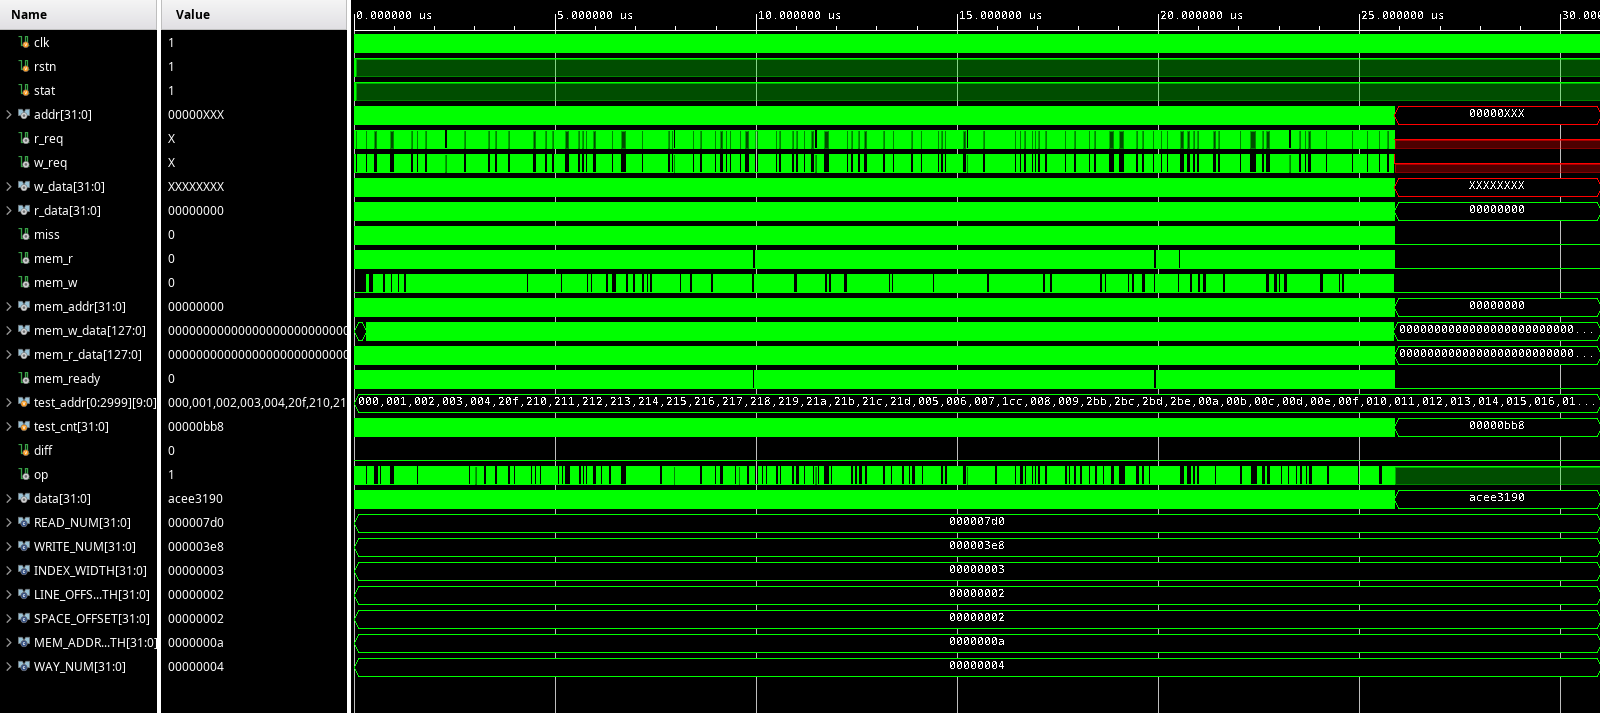 Name Value 0.000000 us 5.000000 us 10.000000 us 15.000000 us 20.000000 us 25.000000 us 30.00
clk 1
rstn 1
stat 1
addr[31:0] 00000XXX 00000XXX
r_req X
w_req X
w_data[31:0] XXXXXXXX XXXXXXXX
r_data[31:0] 00000000 00000000
miss 0
mem_r 0
mem_w 0
mem_addr[31:0] 00000000 00000000
mem_w_data[127:0] 00000000000000000000000000 00000000000000000000000000...
mem_r_data[127:0] 00000000000000000000000000 00000000000000000000000000...
mem_ready 0
test_addr[0:2999][9:0] 000,001,002,003,004,20f,210,21 000,001,002,003,004,20f,210,211,212,213,214,215,216,217,218,219,21a,21b,21c,21d,005,006,007,1cc,008,009,2bb,2bc,2bd,2be,00a,00b,00c,00d,00e,00f,010,011,012,013,014,015,016,01...
test_cnt[31:0] 00000bb8 00000bb8
diff 0
op 1
data[31:0] acee3190 acee3190
READ_NUM[31:0] 000007d0 000007d0
WRITE_NUM[31:0] 000003e8 000003e8
INDEX_WIDTH[31:0] 00000003 00000003
LINE_OFFS...TH[31:0] 00000002 00000002
SPACE_OFFSET[31:0] 00000002 00000002
MEM_ADDR...TH[31:0] 0000000a 0000000a
WAY_NUM[31:0] 00000004 00000004